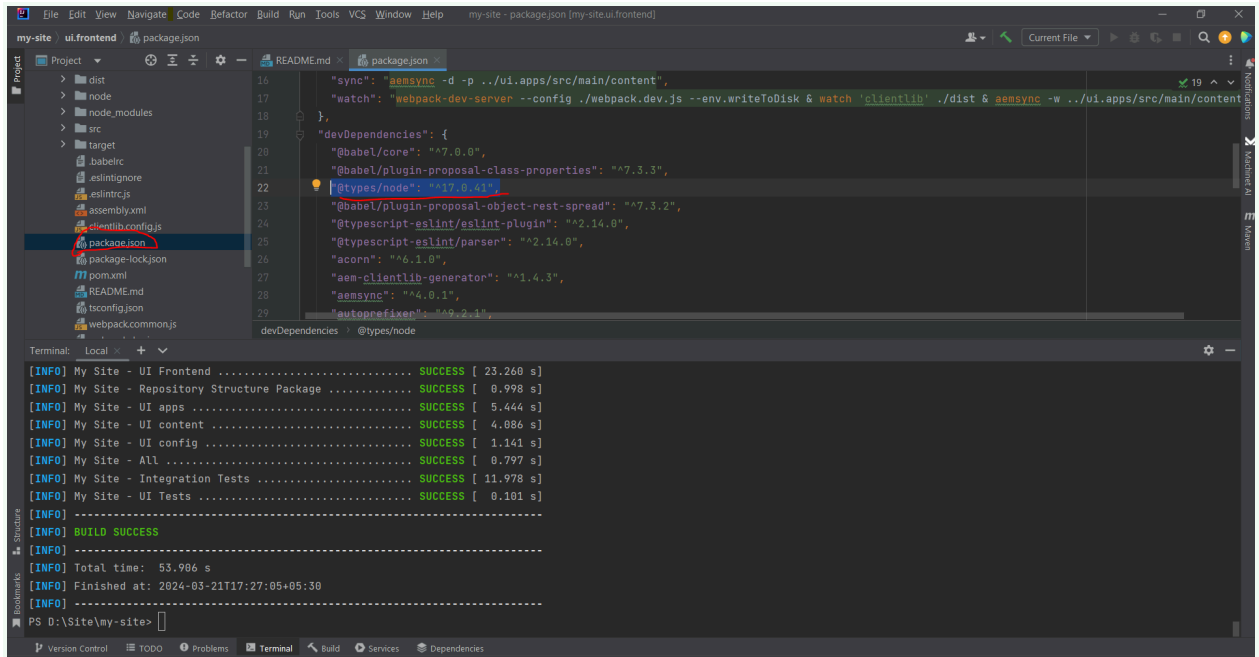 File Edit View Navigate Code Refactor Build Run Tools VCS Window Help my-site - package.json [my-site.ui.frontend]
my-site ui.frontend package.json
Current File
Project
README.md
package.json
Project
dist
node
node_modules
src
target
.babelrc
.eslintignore
.eslintrc.js
assembly.xml
clientlib.config.js
package.json
package-lock.json
pom.xml
README.md
tsconfig.json
webpack.common.js
16 "sync": "aemsync -d -p ../ui.apps/src/main/content",
17 "watch": "webpack-dev-server --config ./webpack.dev.js --env.writeToDisk & watch 'clientlib' ./dist & aemsync -w ../ui.apps/src/main/content
18 },
19 "devDependencies": {
20 "@babel/core": "^7.0.0",
21 "@babel/plugin-proposal-class-properties": "^7.3.3",
22 "@types/node": "^17.0.41",
23 "@babel/plugin-proposal-object-rest-spread": "^7.3.2",
24 "@typescript-eslint/eslint-plugin": "^2.14.0",
25 "@typescript-eslint/parser": "^2.14.0",
26 "acorn": "^6.1.0",
27 "aem-clientlib-generator": "^1.4.3",
28 "aemsync": "^4.0.1",
29 "autoprefixer": "^9.2.1",
19
devDependencies @types/node
Notifications
Machinet AI
Maven
Terminal: Local
[INFO] My Site - UI Frontend ............................. SUCCESS [ 23.260 s]
[INFO] My Site - Repository Structure Package ............. SUCCESS [ 0.998 s]
[INFO] My Site - UI apps .................................. SUCCESS [ 5.444 s]
[INFO] My Site - UI content ............................... SUCCESS [ 4.086 s]
[INFO] My Site - UI config ................................ SUCCESS [ 1.141 s]
[INFO] My Site - All ...................................... SUCCESS [ 0.797 s]
[INFO] My Site - Integration Tests ........................ SUCCESS [ 11.978 s]
[INFO] My Site - UI Tests ................................. SUCCESS [ 0.101 s]
[INFO] ------------------------------------------------------------------------
[INFO] BUILD SUCCESS
[INFO] ------------------------------------------------------------------------
[INFO] Total time: 53.906 s
[INFO] Finished at: 2024-03-21T17:27:05+05:30
[INFO] ------------------------------------------------------------------------
PS D:\Site\my-site>
Structure
Bookmarks
Version Control TODO Problems Terminal Build Services Dependencies